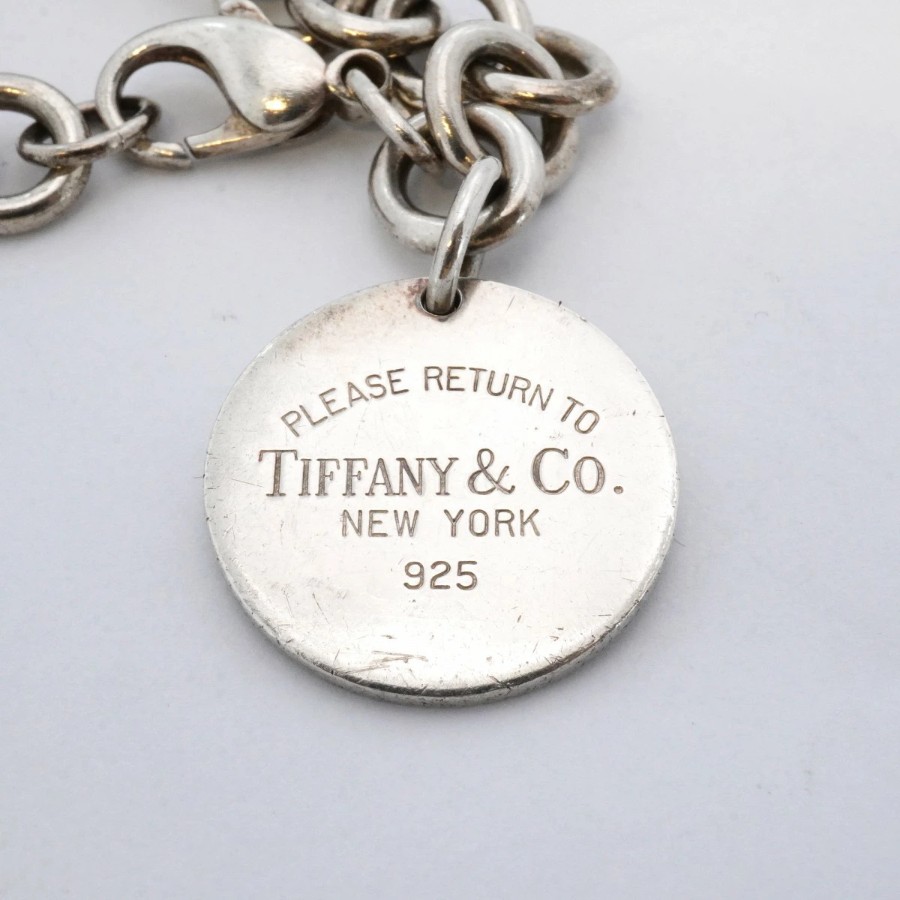 PLEASE RETURN TO
TIFFANY & CO.
NEW YORK
925